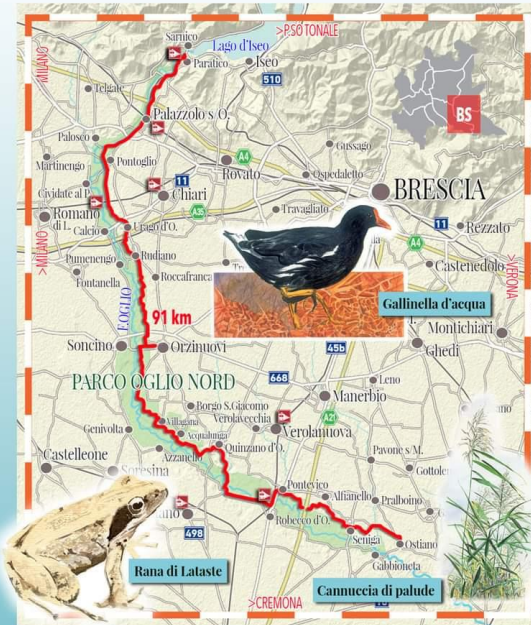 >P.SO TONALE
Sarnico
Lago d'Iseo
Paratico
Iseo
>MILANO
510
Telgate
BS
Palazzolo s/O.
Palosco
Gussago
Martinengo
Pontoglio
A4
Rovato
Ospedaletto
Cividate al P.
11
Chiari
BRESCIA
Romano
di L.
A35
Travagliato
11
Rezzato
Calcio
Urago d'O.
A4
>MILANO
Pumenengo
Rudiano
Castenedolo
>VERONA
Fontanella
Roccafranca
Gallinella d'acqua
F. OGLIO
91 km
Montichiari
Soncino
Orzinuovi
45b
Ghedi
PARCO OGLIO NORD
668
Leno
Manerbio
Borgo S.Giacomo
Verolavecchia
A21
Villagana
Genivolta
Acqualunga
Verolanuova
Quinzano d'O.
Pavone s/M.
Castelleone
Azzanello
Soresina
Pontevico
Alfianello
Pralboino
Robecco d'O.
498
Seniga
Ostiano
Rana di Lataste
Gabbioneta
Cannuccia di palude
>CREMONA